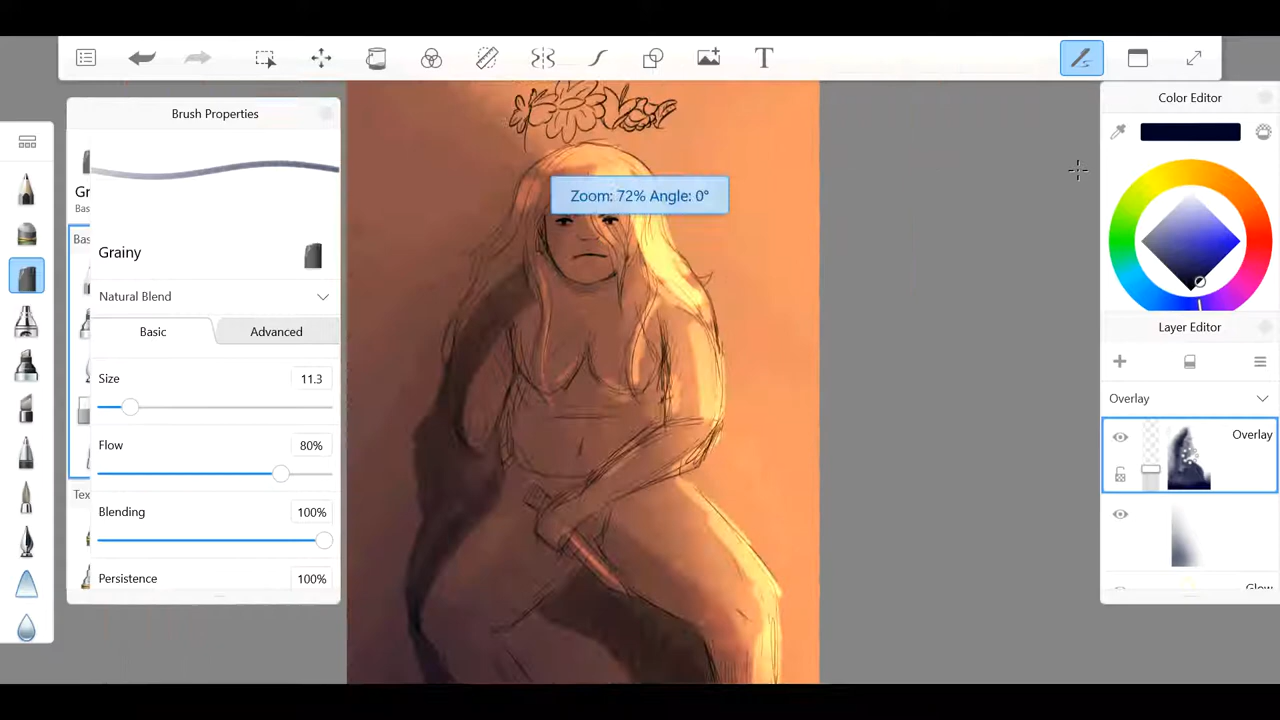 T
Brush Properties
Gr
Bas
Bas
Grainy
Natural Blend
Basic
Advanced
Size
11.3
Flow
80%
Blending
100%
Tex
Persistence
100%
Zoom: 72% Angle: 0°
Color Editor
Layer Editor
Overlay
Overlay
Glow